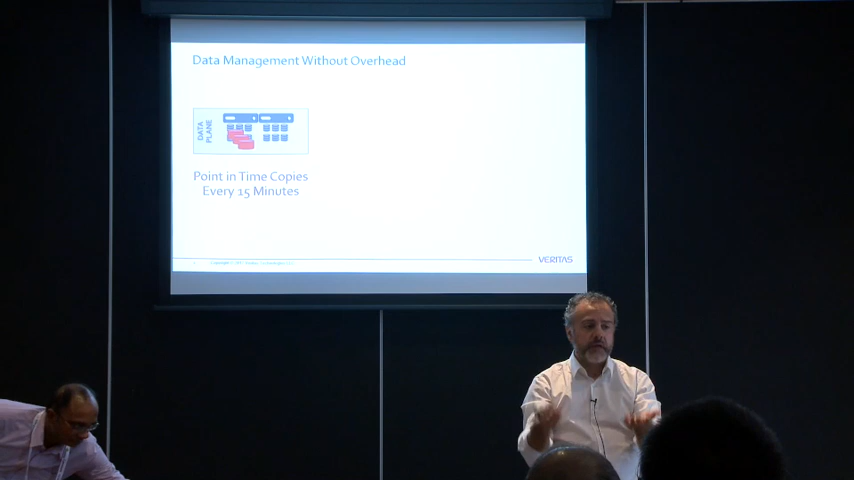 Data Management Without Overhead
DATA
PLANE
Point in Time Copies
Every 15 Minutes
VERITAS